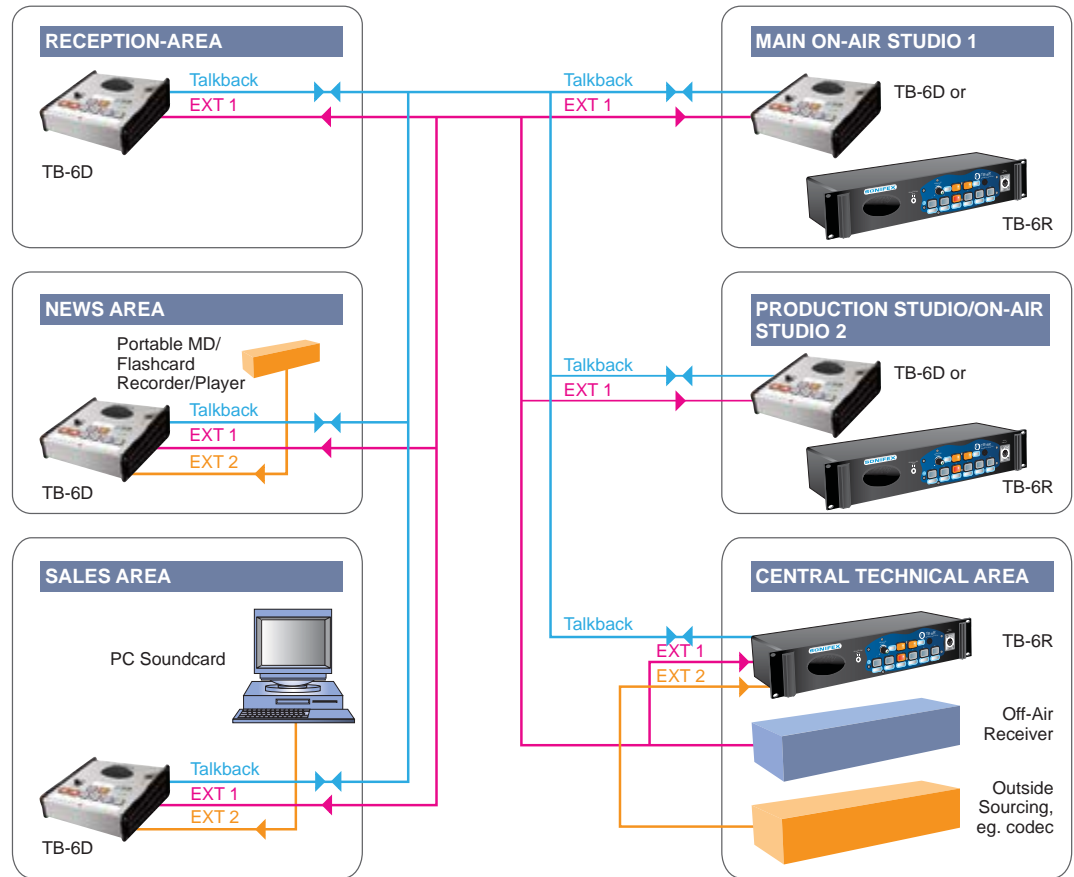 RECEPTION-AREA
Talkback
EXT 1
TB-6D
MAIN ON-AIR STUDIO 1
Talkback
EXT 1
TB-6D or
SONIFEX
TB-6R
NEWS AREA
Portable MD/
Flashcard
Recorder/Player
Talkback
EXT 1
EXT 2
TB-6D
PRODUCTION STUDIO/ON-AIR
STUDIO 2
Talkback
EXT 1
TB-6D or
SONIFEX
TB-6R
SALES AREA
PC Soundcard
Talkback
EXT 1
EXT 2
TB-6D
CENTRAL TECHNICAL AREA
Talkback
EXT 1
EXT 2
SONIFEX
TB-6R
Off-Air
Receiver
Outside
Sourcing,
eg. codec